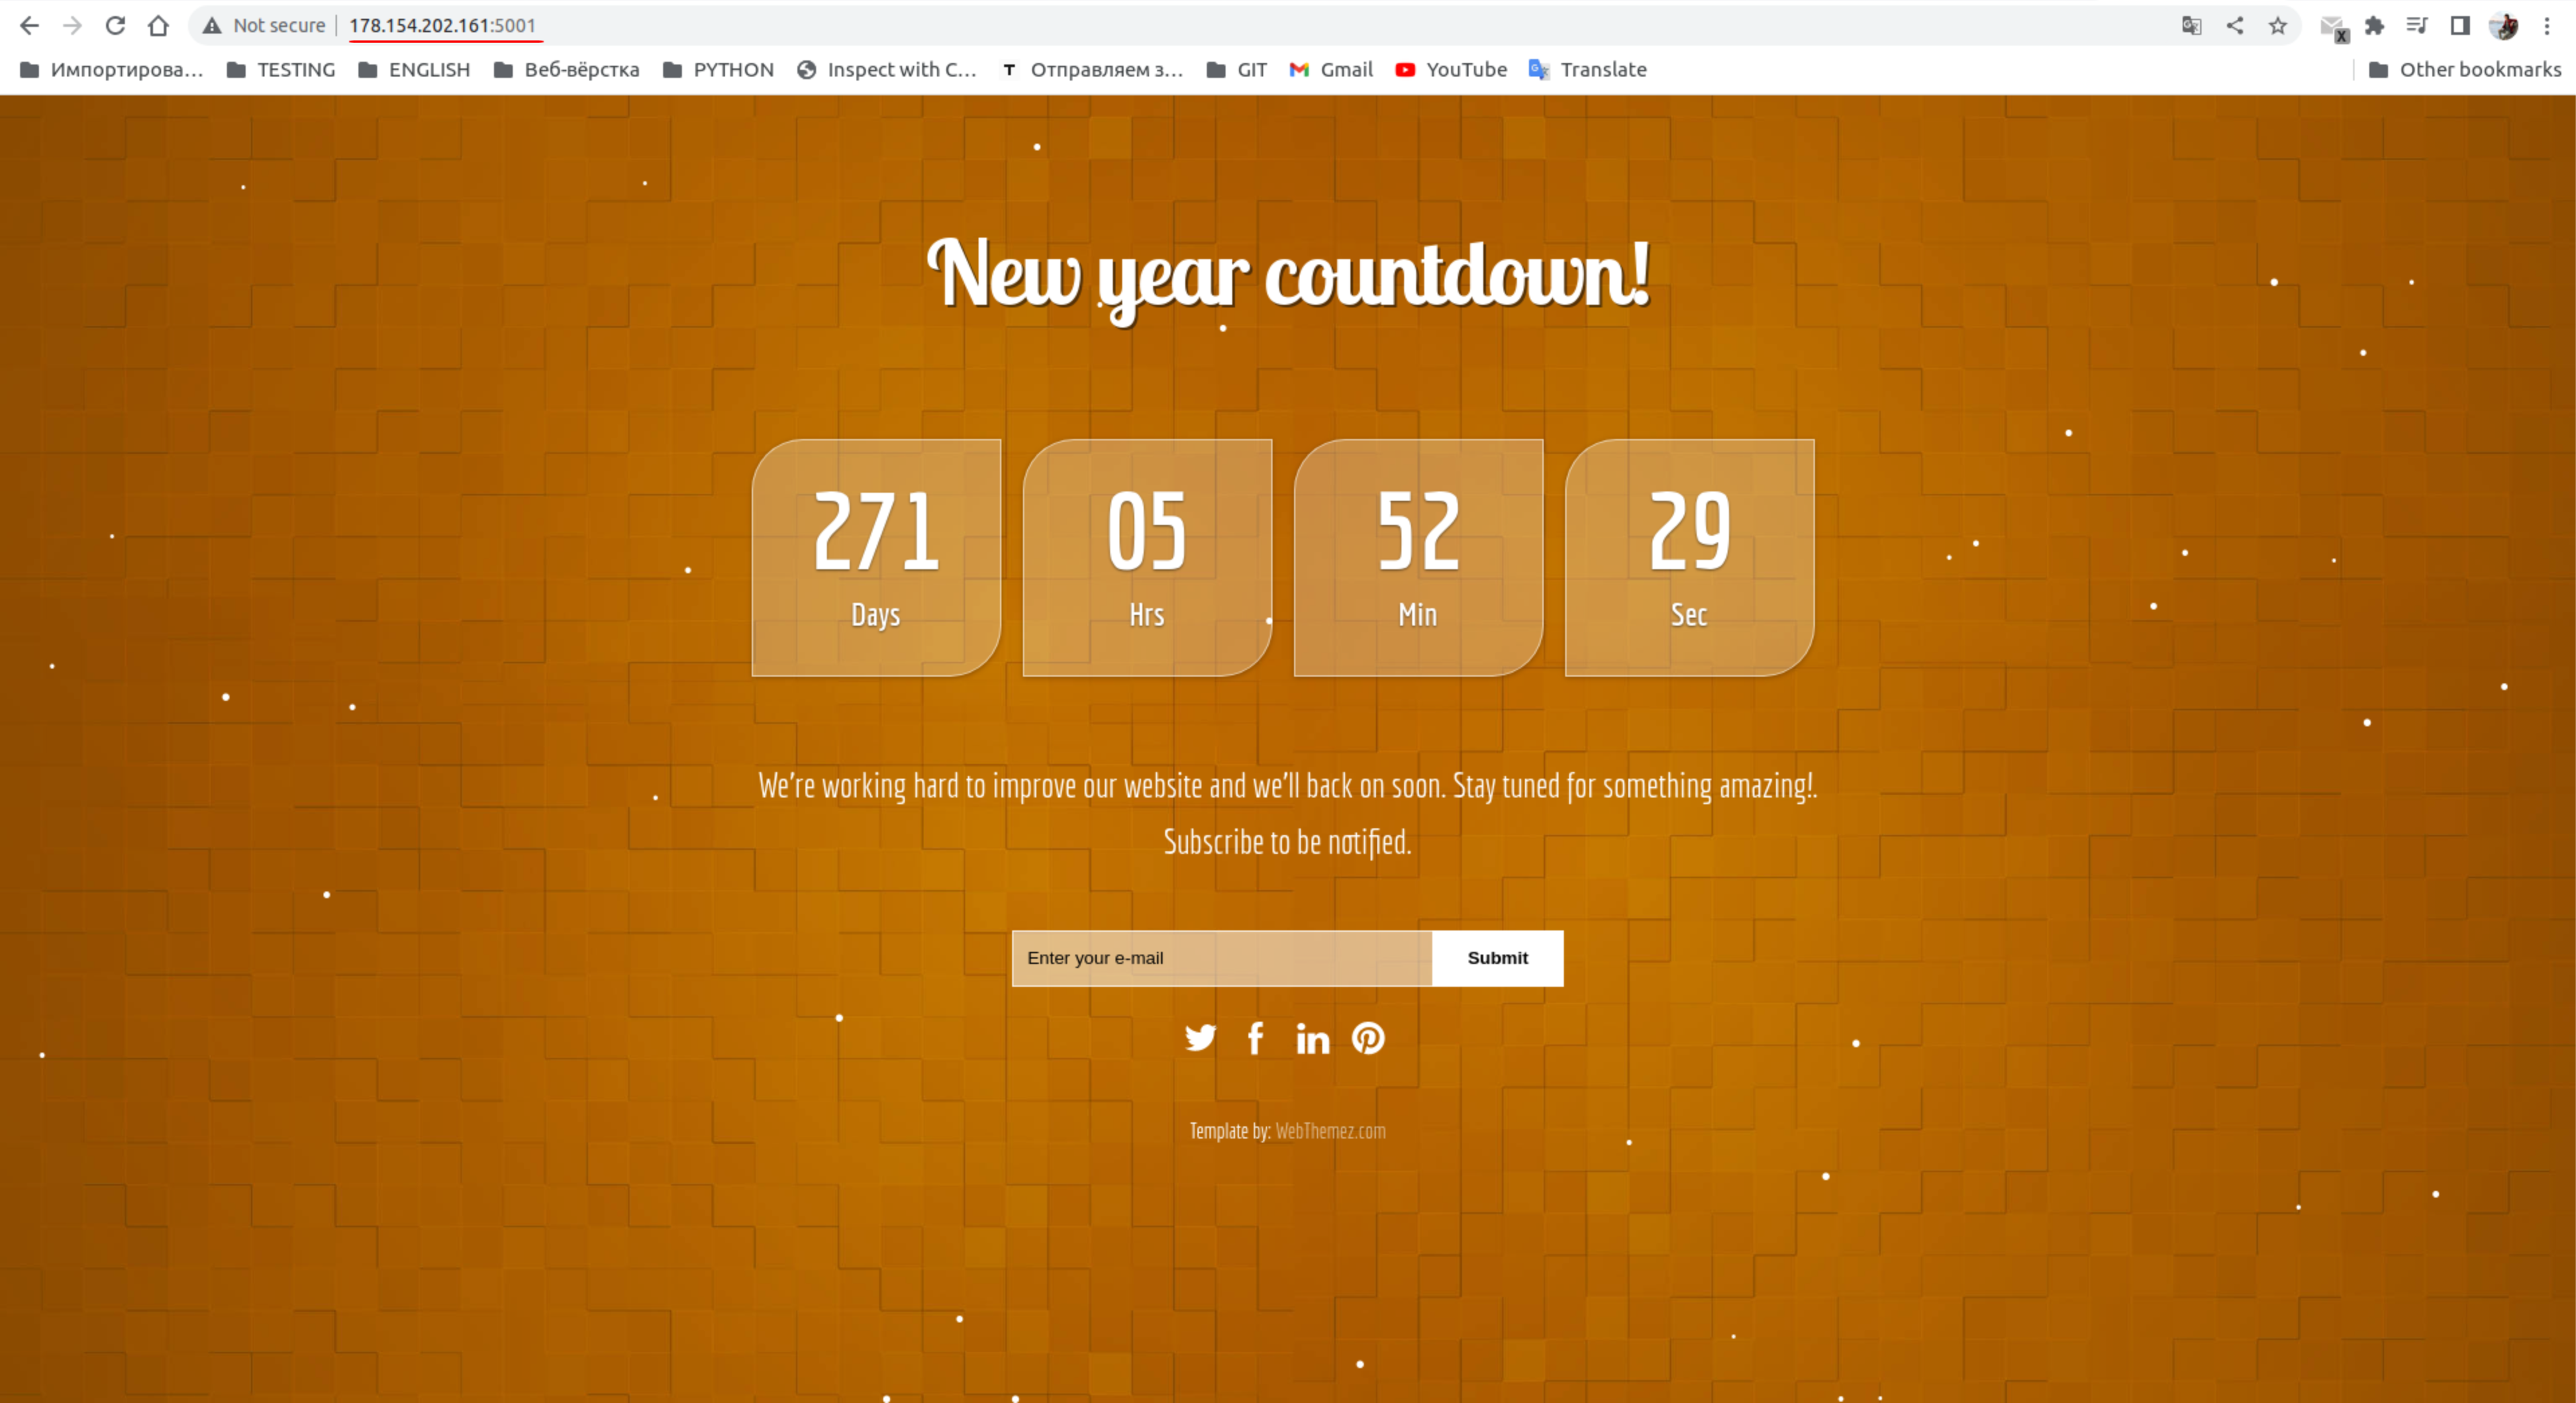 Not secure 178.154.202.161:5001
Импортирова… TESTING ENGLISH Веб-вёрстка PYTHON Inspect with C… T Отправляем з… GIT Gmail YouTube Translate Other bookmarks
New year countdown!
271 05 52 29
Days Hrs Min Sec
We're working hard to improve our website and we'll back on soon. Stay tuned for something amazing!.
Subscribe to be notified.
Enter your e-mail Submit
Template by: WebThemez.com